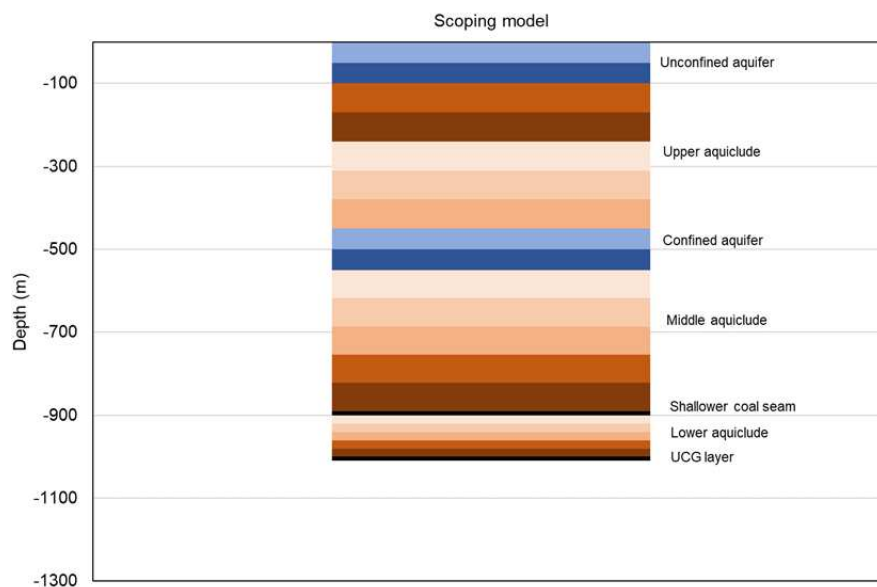 Scoping model
Unconfined aquifer
-100
Upper aquiclude
-300
Confined aquifer
-500
Depth (m)
Middle aquiclude
-700
Shallower coal seam
-900
Lower aquiclude
UCG layer
-1100
-1300